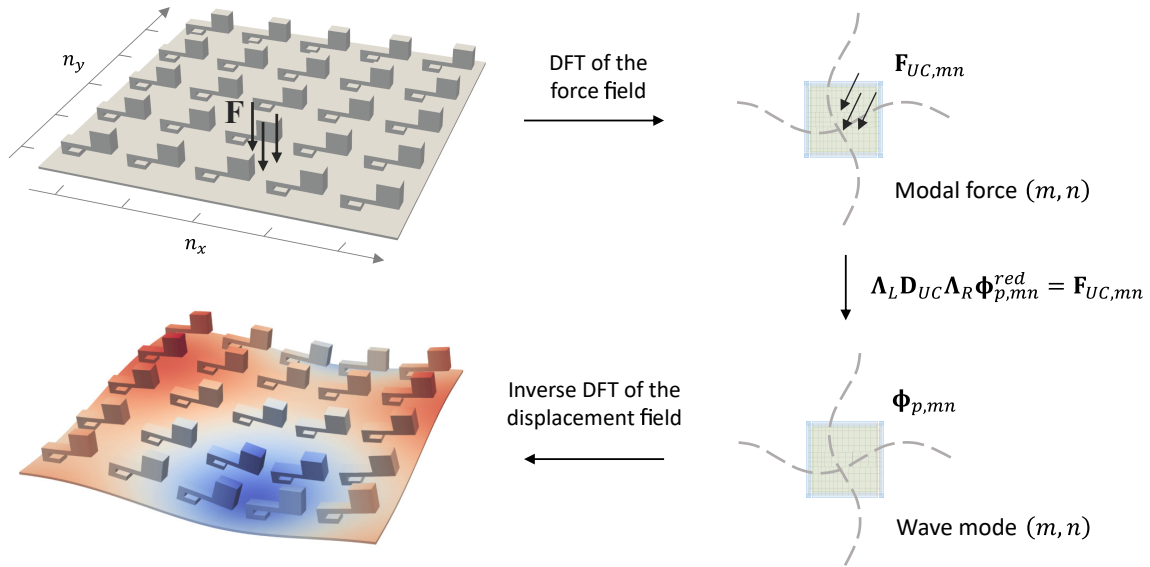 n_y
F
n_x
DFT of the
force field
F_{UC,mn}
Modal force (m, n)
Λ_L D_{UC} Λ_R ϕ_{p,mn}^{red} = F_{UC,mn}
ϕ_{p,mn}
Wave mode (m, n)
Inverse DFT of the
displacement field